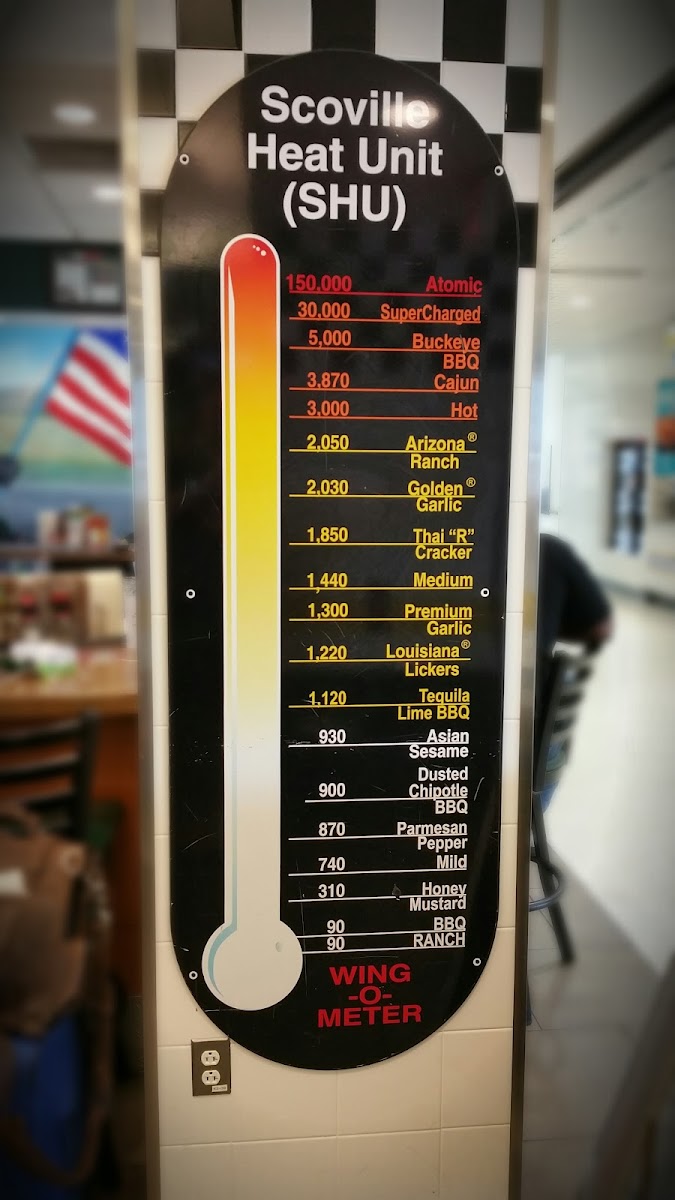 Scoville
Heat Unit
(SHU)
150,000 Atomic
30,000 SuperCharged
5,000 Buckeye
BBQ
3,870 Cajun
3,000 Hot
2,050 Arizona®
Ranch
2,030 Golden®
Garlic
1,850 Thai "R"
Cracker
1,440 Medium
1,300 Premium
Garlic
1,220 Louisiana®
Lickers
1,120 Tequila
Lime BBQ
930 Asian
Sesame
Dusted
900 Chipotle
BBQ
870 Parmesan
Pepper
740 Mild
310 Honey
Mustard
90 BBQ
90 RANCH
WING
-O-
METER